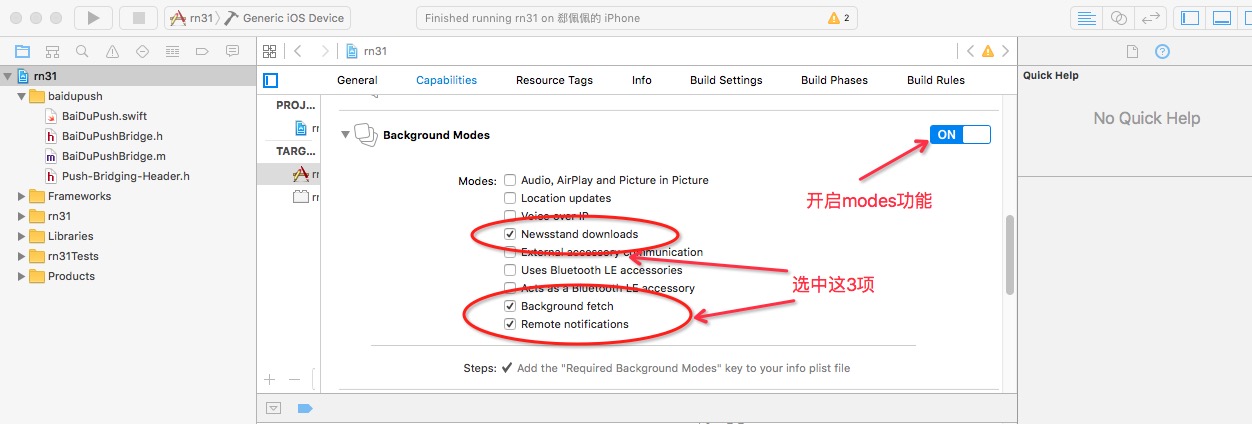 rn31 Generic iOS Device
Finished running rn31 on 郄佩佩的 iPhone
2
rn31
baidupush
BaiDuPush.swift
BaiDuPushBridge.h
BaiDuPushBridge.m
Push-Bridging-Header.h
Frameworks
rn31
Libraries
rn31Tests
Products
rn31
General Capabilities Resource Tags Info Build Settings Build Phases Build Rules
PROJ...
TARG...
Background Modes
ON
开启modes功能
Modes:
Audio, AirPlay and Picture in Picture
Location updates
Voice over IP
Newsstand downloads
External accessory communication
Uses Bluetooth LE accessories
Acts as a Bluetooth LE accessory
Background fetch
Remote notifications
选中这3项
Steps: ✓ Add the "Required Background Modes" key to your info plist file
Quick Help
No Quick Help